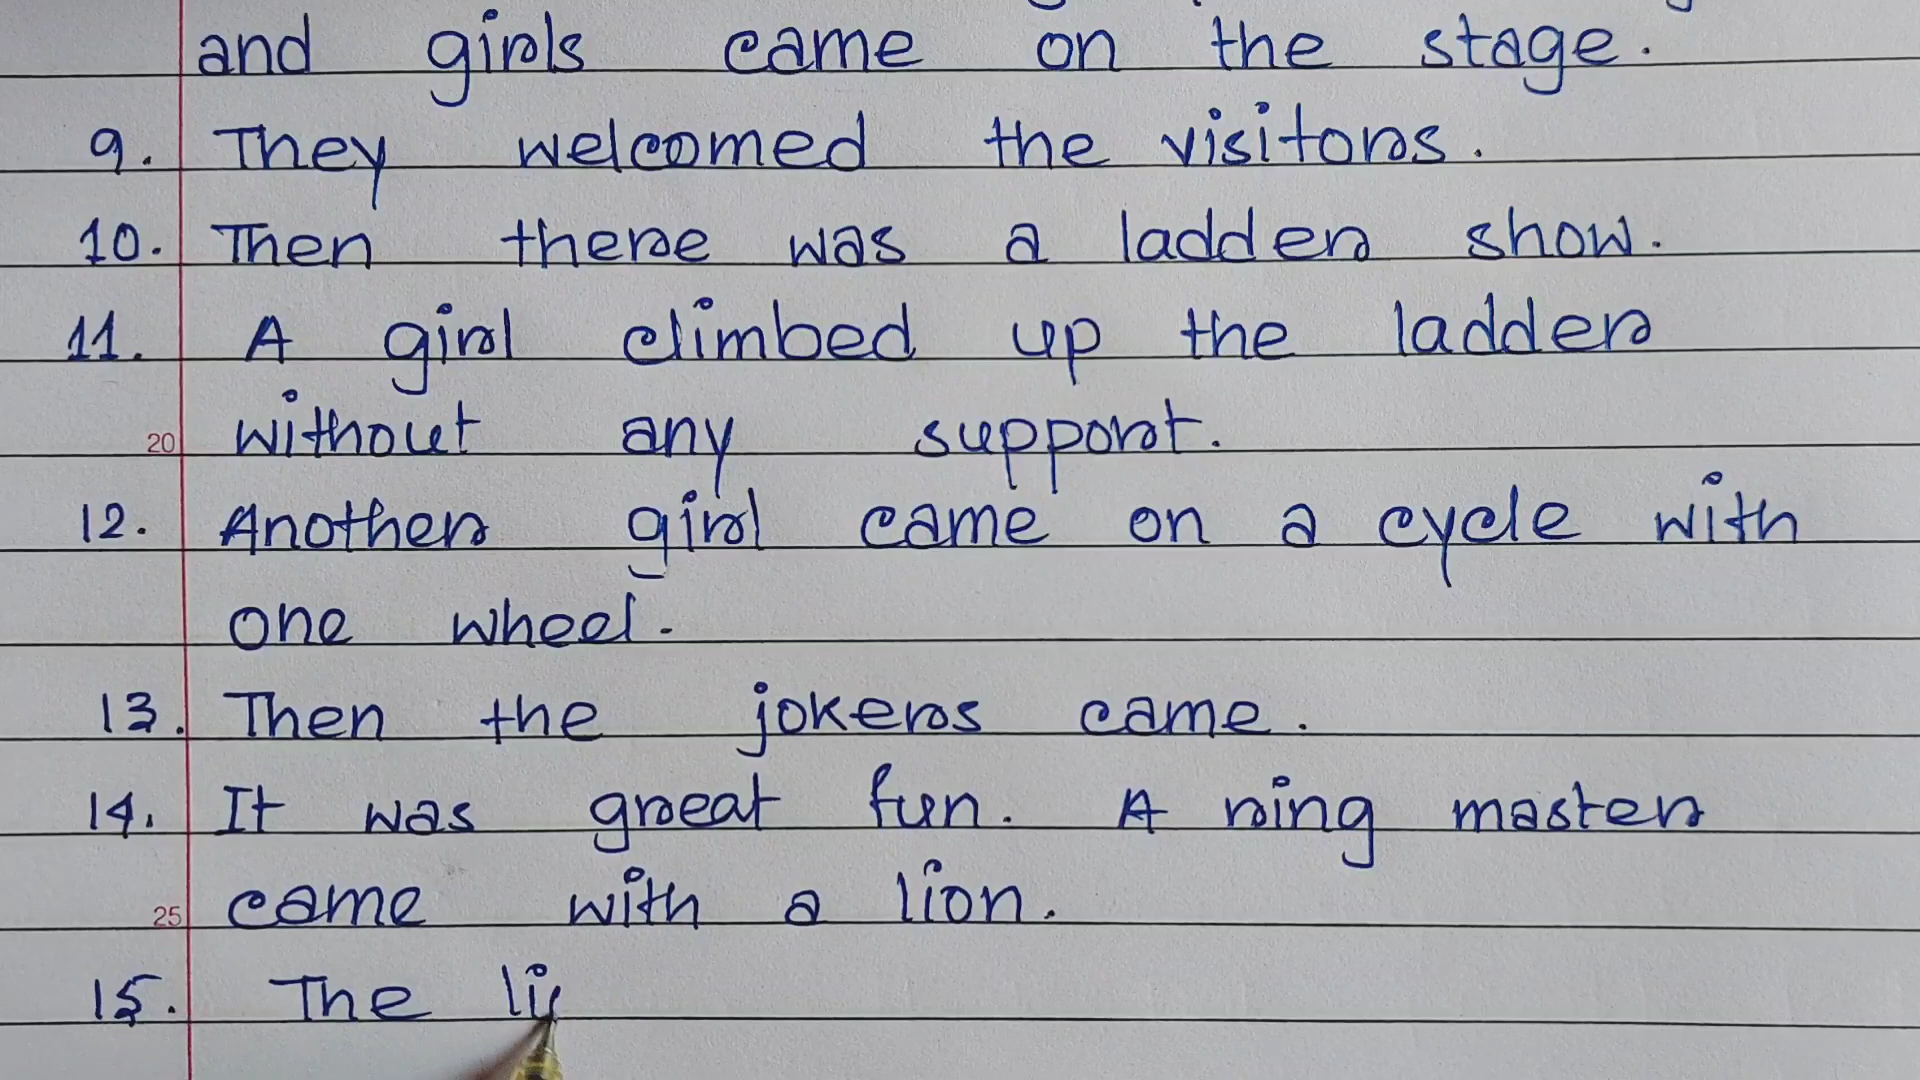 and girls came on the stage.
9. They welcomed the visitors.
10. Then there was a ladder show.
11. A girl climbed up the ladder
20 without any support.
12. Another girl came on a cycle with
one wheel.
13. Then the jokers came.
14. It was great fun. A ring master
25 came with a lion.
15. The